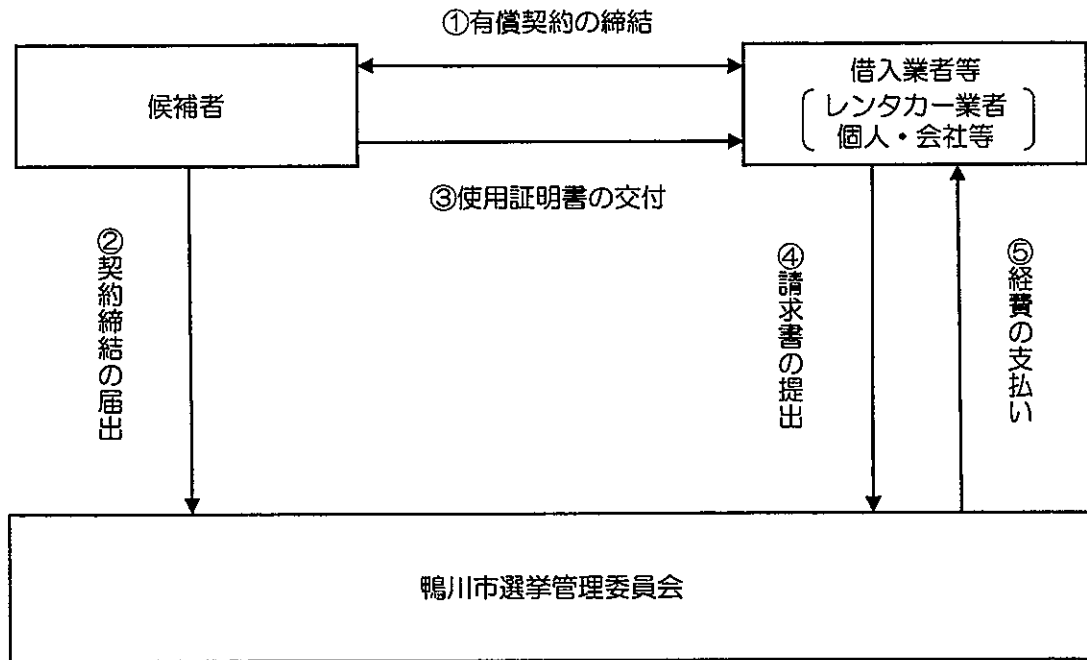 ①有償契約の締結
候補者
借入業者等
レンタカー業者
個人・会社等
③使用証明書の交付
②契約締結の届出
④請求書の提出
⑤経費の支払い
鴨川市選挙管理委員会